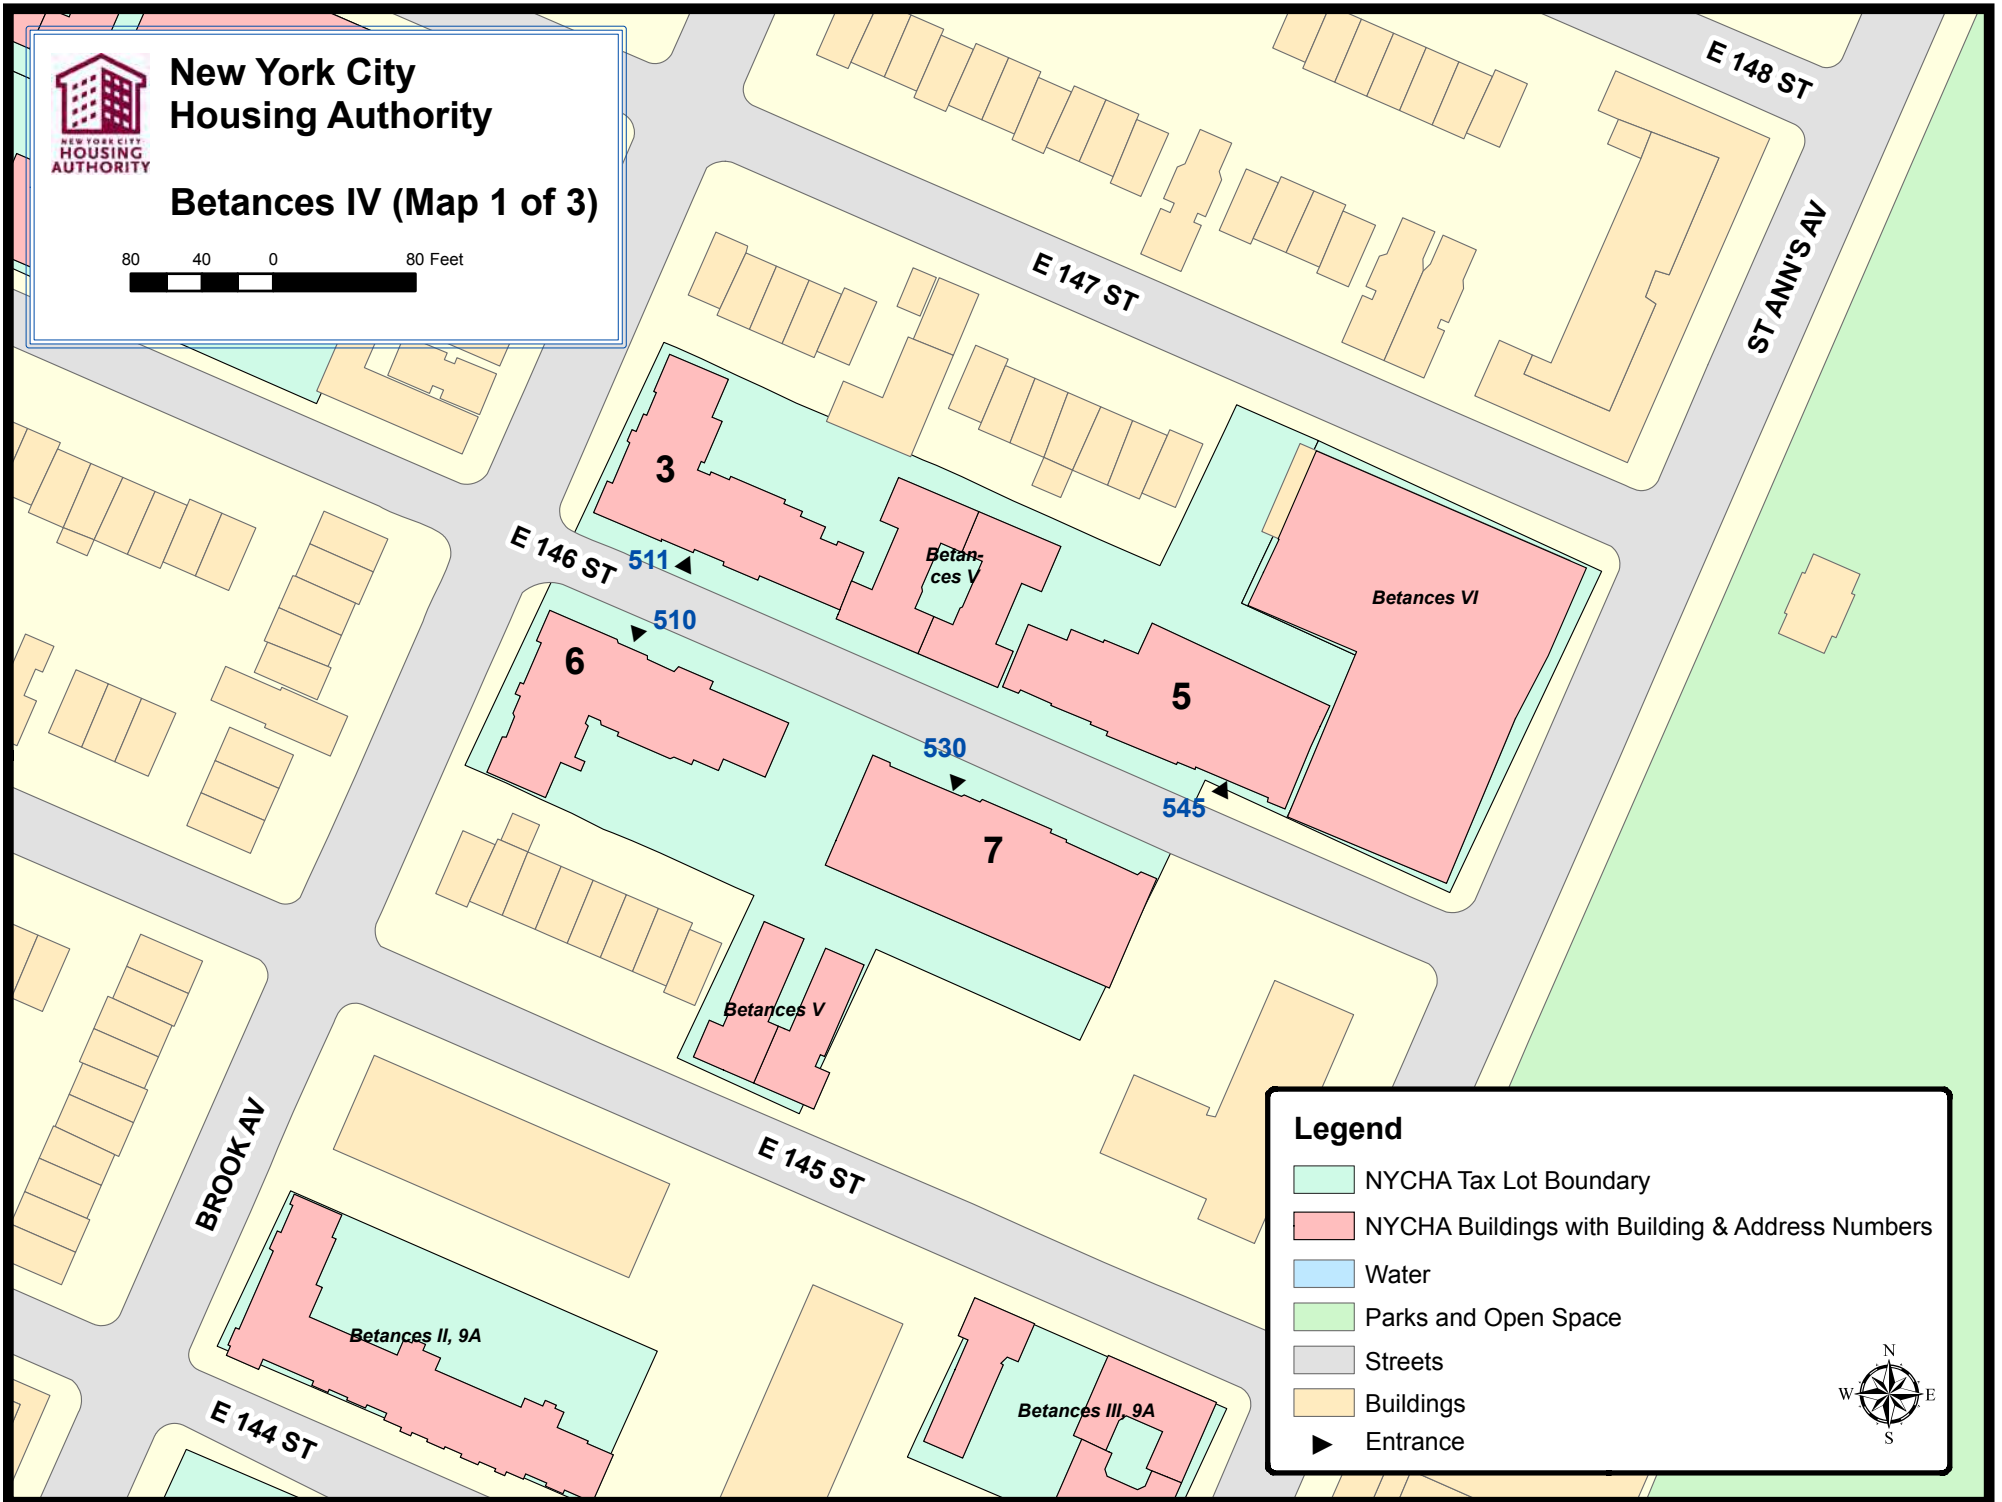 New York City
Housing Authority
NEW YORK CITY
HOUSING
AUTHORITY
Betances IV (Map 1 of 3)
80 40 0 80 Feet
E 148 ST
ST ANN'S AV
E 147 ST
3
E 146 ST
511
Betan-
ces V
Betances VI
510
6
5
530
545
7
Betances V
E 145 ST
BROOK AV
Betances II, 9A
E 144 ST
Betances III, 9A
Legend
NYCHA Tax Lot Boundary
NYCHA Buildings with Building & Address Numbers
Water
Parks and Open Space
Streets
Buildings
Entrance
N
W E
S